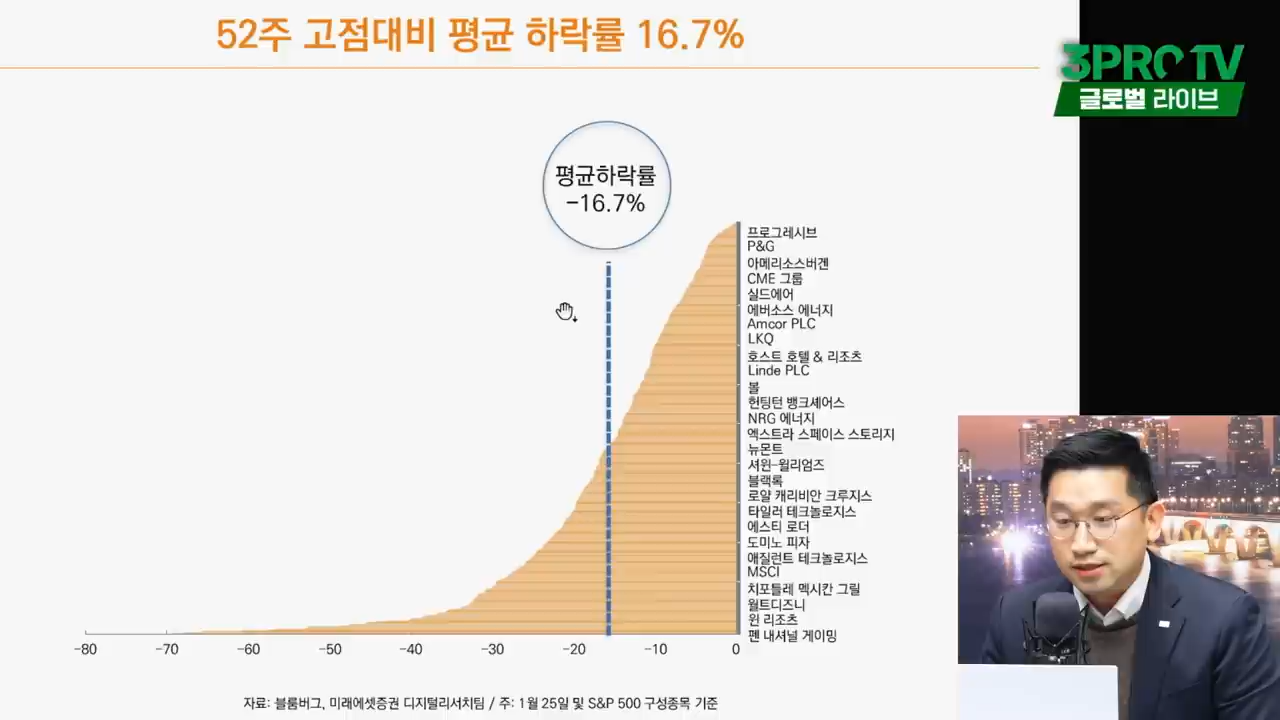 52주 고점대비 평균 하락률 16.7%
3PRO TV
글로벌 라이브
평균하락률
-16.7%
프로그레시브
P&G
아메리소스버겐
CME 그룹
실드에어
에버소스 에너지
Amcor PLC
LKQ
호스트 호텔 & 리조츠
Linde PLC
볼
헌팅턴 뱅크셰어스
NRG 에너지
엑스트라 스페이스 스토리지
뉴몬트
셔윈-윌리엄즈
블랙록
로얄 캐리비안 크루지스
타일러 테크놀로지스
에스티 로더
도미노 피자
애질런트 테크놀로지스
MSCI
치포틀레 멕시칸 그릴
월트디즈니
윈 리조츠
펜 내셔널 게이밍
-80 -70 -60 -50 -40 -30 -20 -10 0
자료: 블룸버그, 미래에셋증권 디지털리서치팀 / 주: 1월 25일 및 S&P 500 구성종목 기준